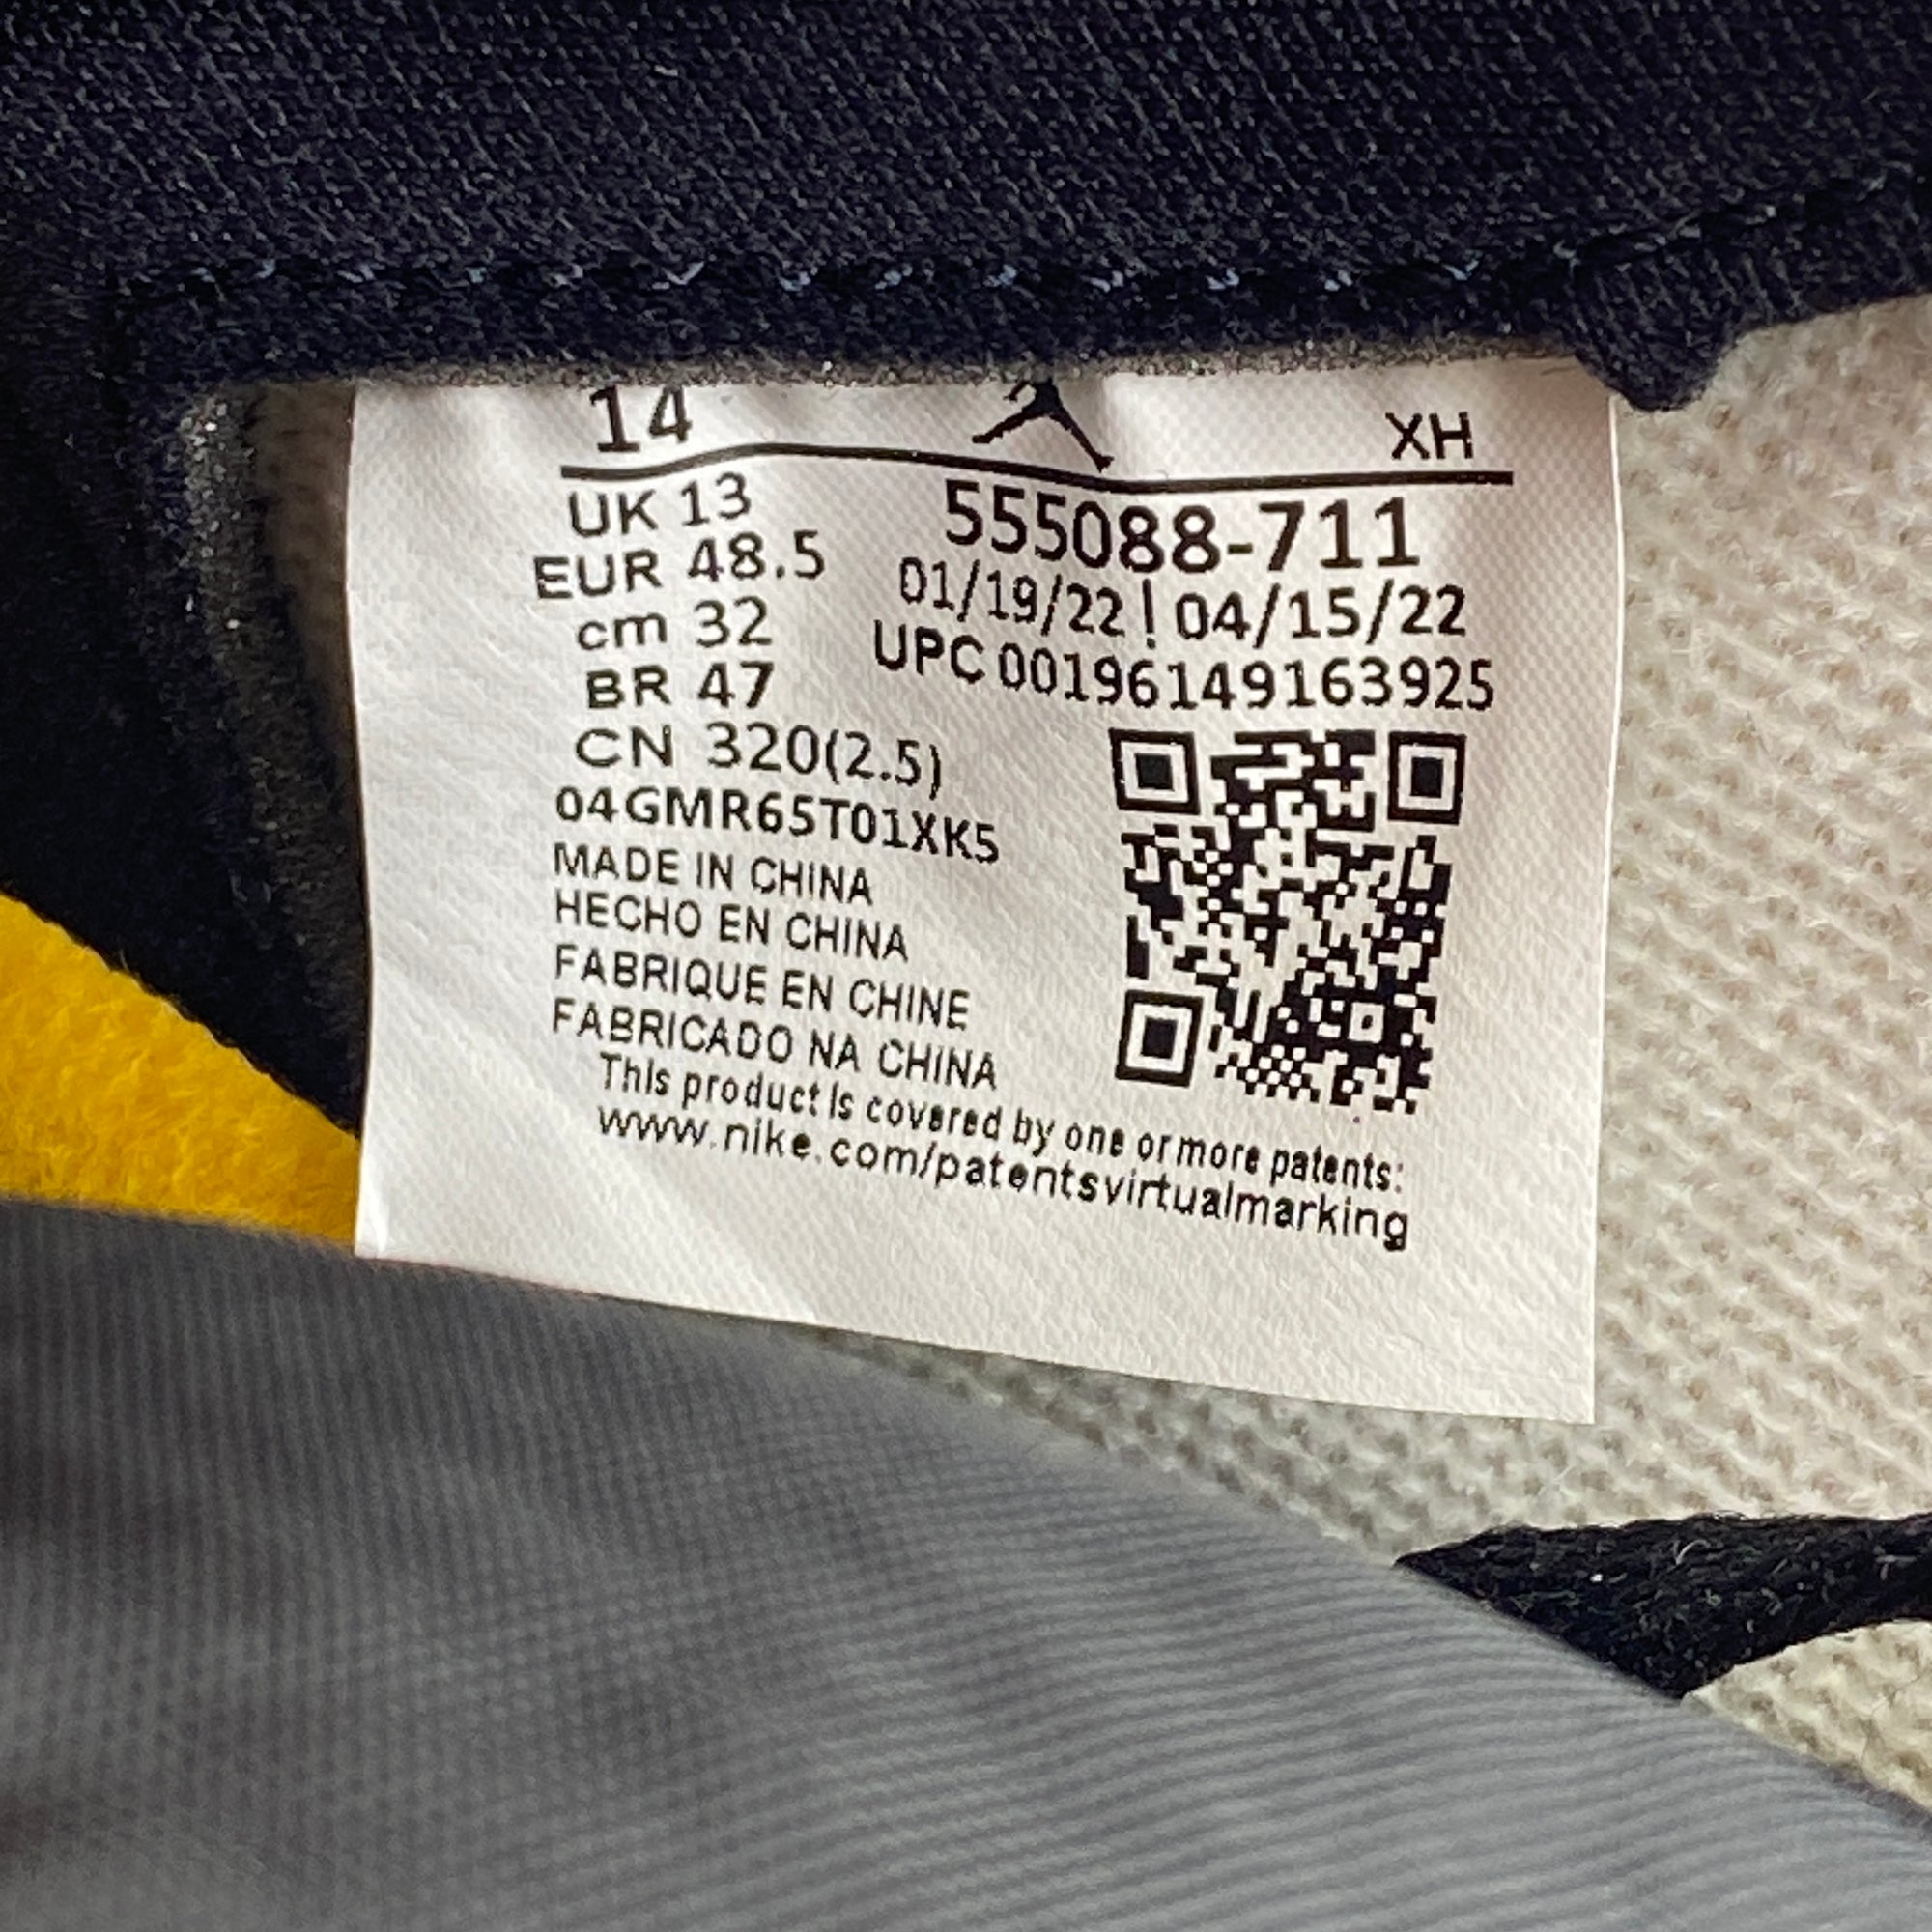 14 XH
UK 13 555088-711
EUR 48.5 01/19/22 ! 04/15/22
cm 32 UPC 00196149163925
BR 47
CN 320(2.5)
04GMR65T01XK5
MADE IN CHINA
HECHO EN CHINA
FABRIQUE EN CHINE
FABRICADO NA CHINA
This product is covered by one or more patents:
www.nike.com/patentsvirtualmarking